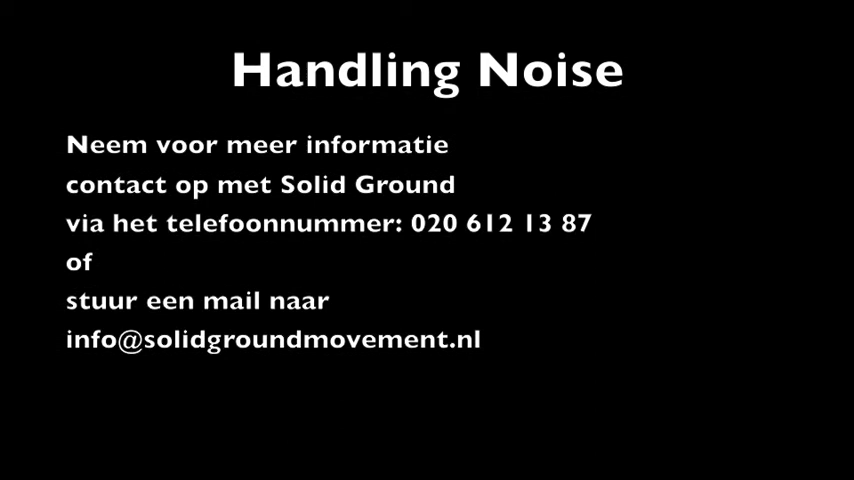 Handling Noise
Neem voor meer informatie
contact op met Solid Ground
via het telefoonnummer: 020 612 13 87
of
stuur een mail naar
info@solidgroundmovement.nl